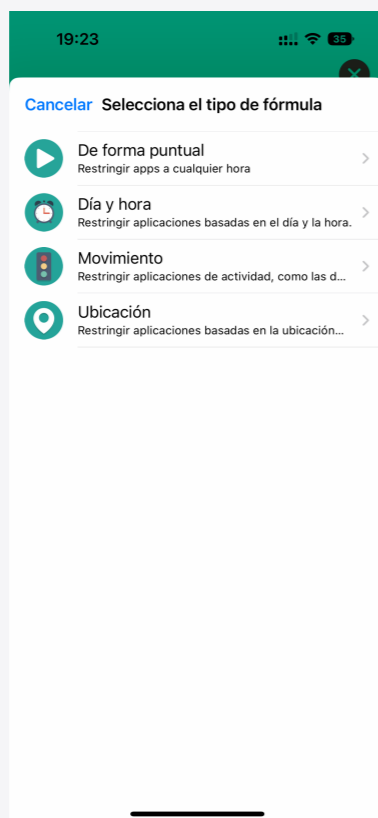 19:23
35
Cancelar Selecciona el tipo de fórmula
De forma puntual
Restringir apps a cualquier hora
Día y hora
Restringir aplicaciones basadas en el día y la hora.
Movimiento
Restringir aplicaciones de actividad, como las d...
Ubicación
Restringir aplicaciones basadas en la ubicación...